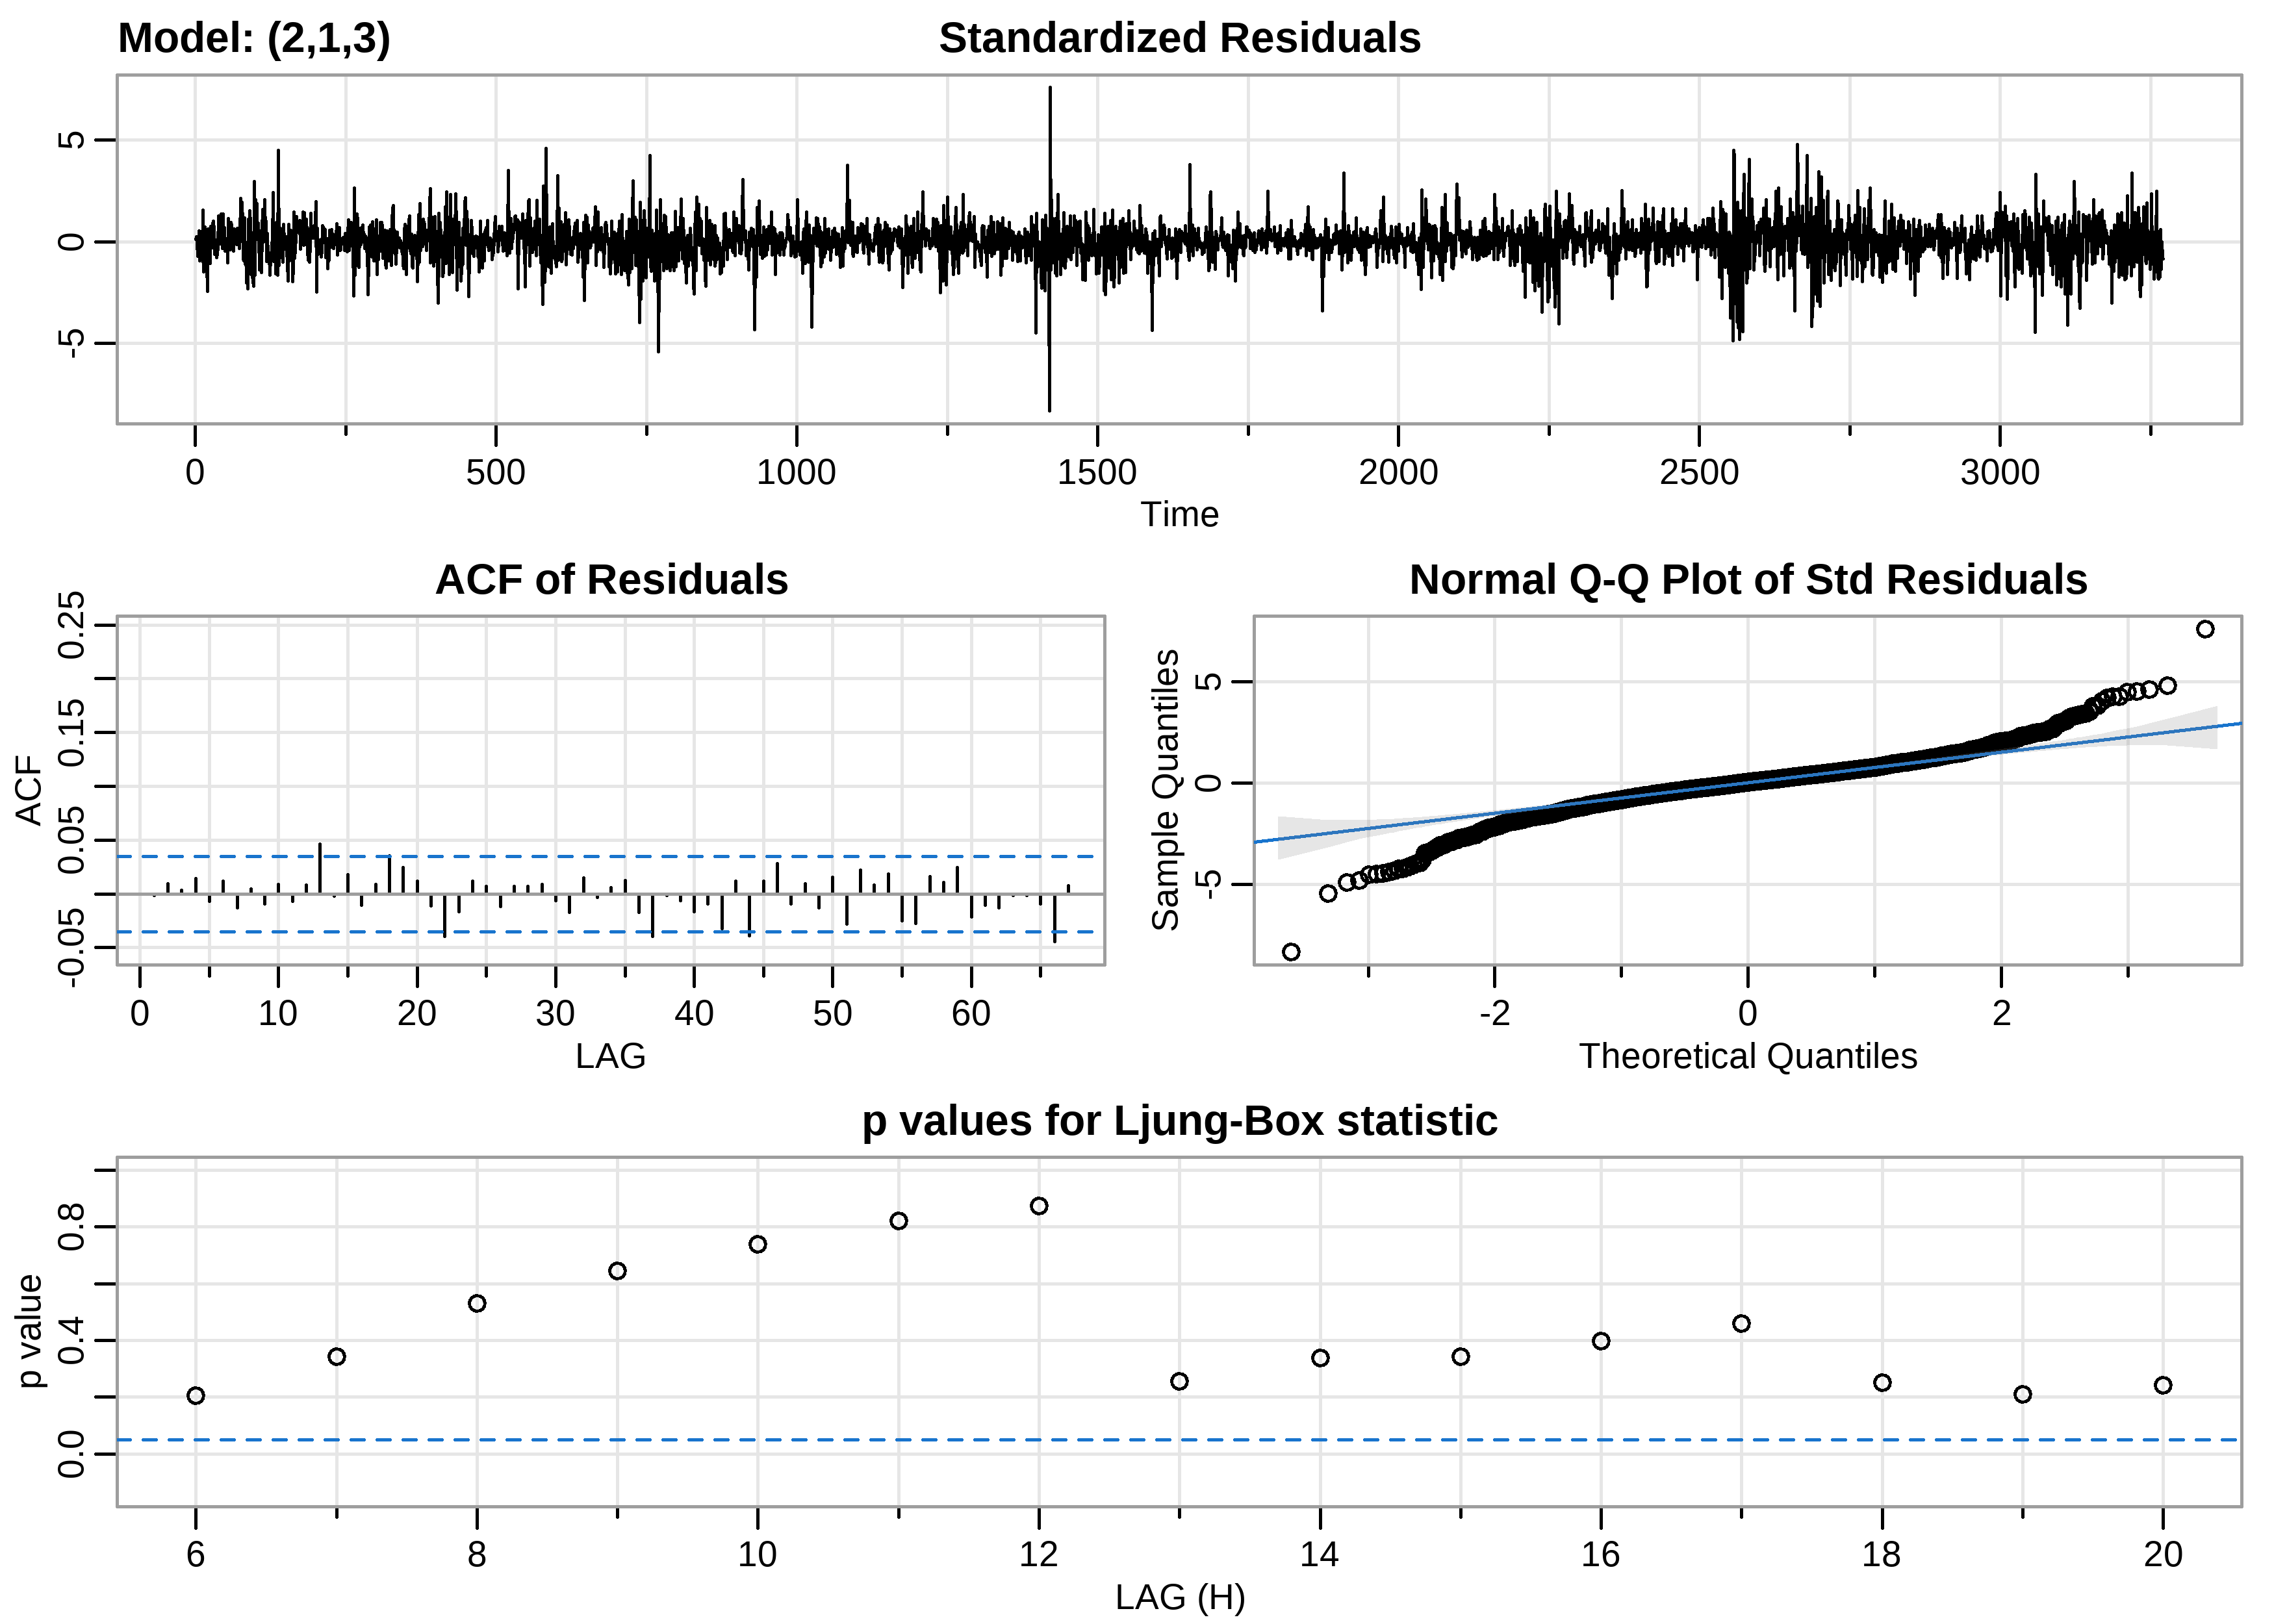 Model: (2,1,3) Standardized Residuals
5
0
-5
0 500 1000 1500 2000 2500 3000
Time
ACF of Residuals
0.25
0.15
0.05
-0.05
ACF
0 10 20 30 40 50 60
LAG
Normal Q-Q Plot of Std Residuals
5
0
-5
Sample Quantiles
-2 0 2
Theoretical Quantiles
p values for Ljung-Box statistic
0.8
0.4
0.0
p value
6 8 10 12 14 16 18 20
LAG (H)